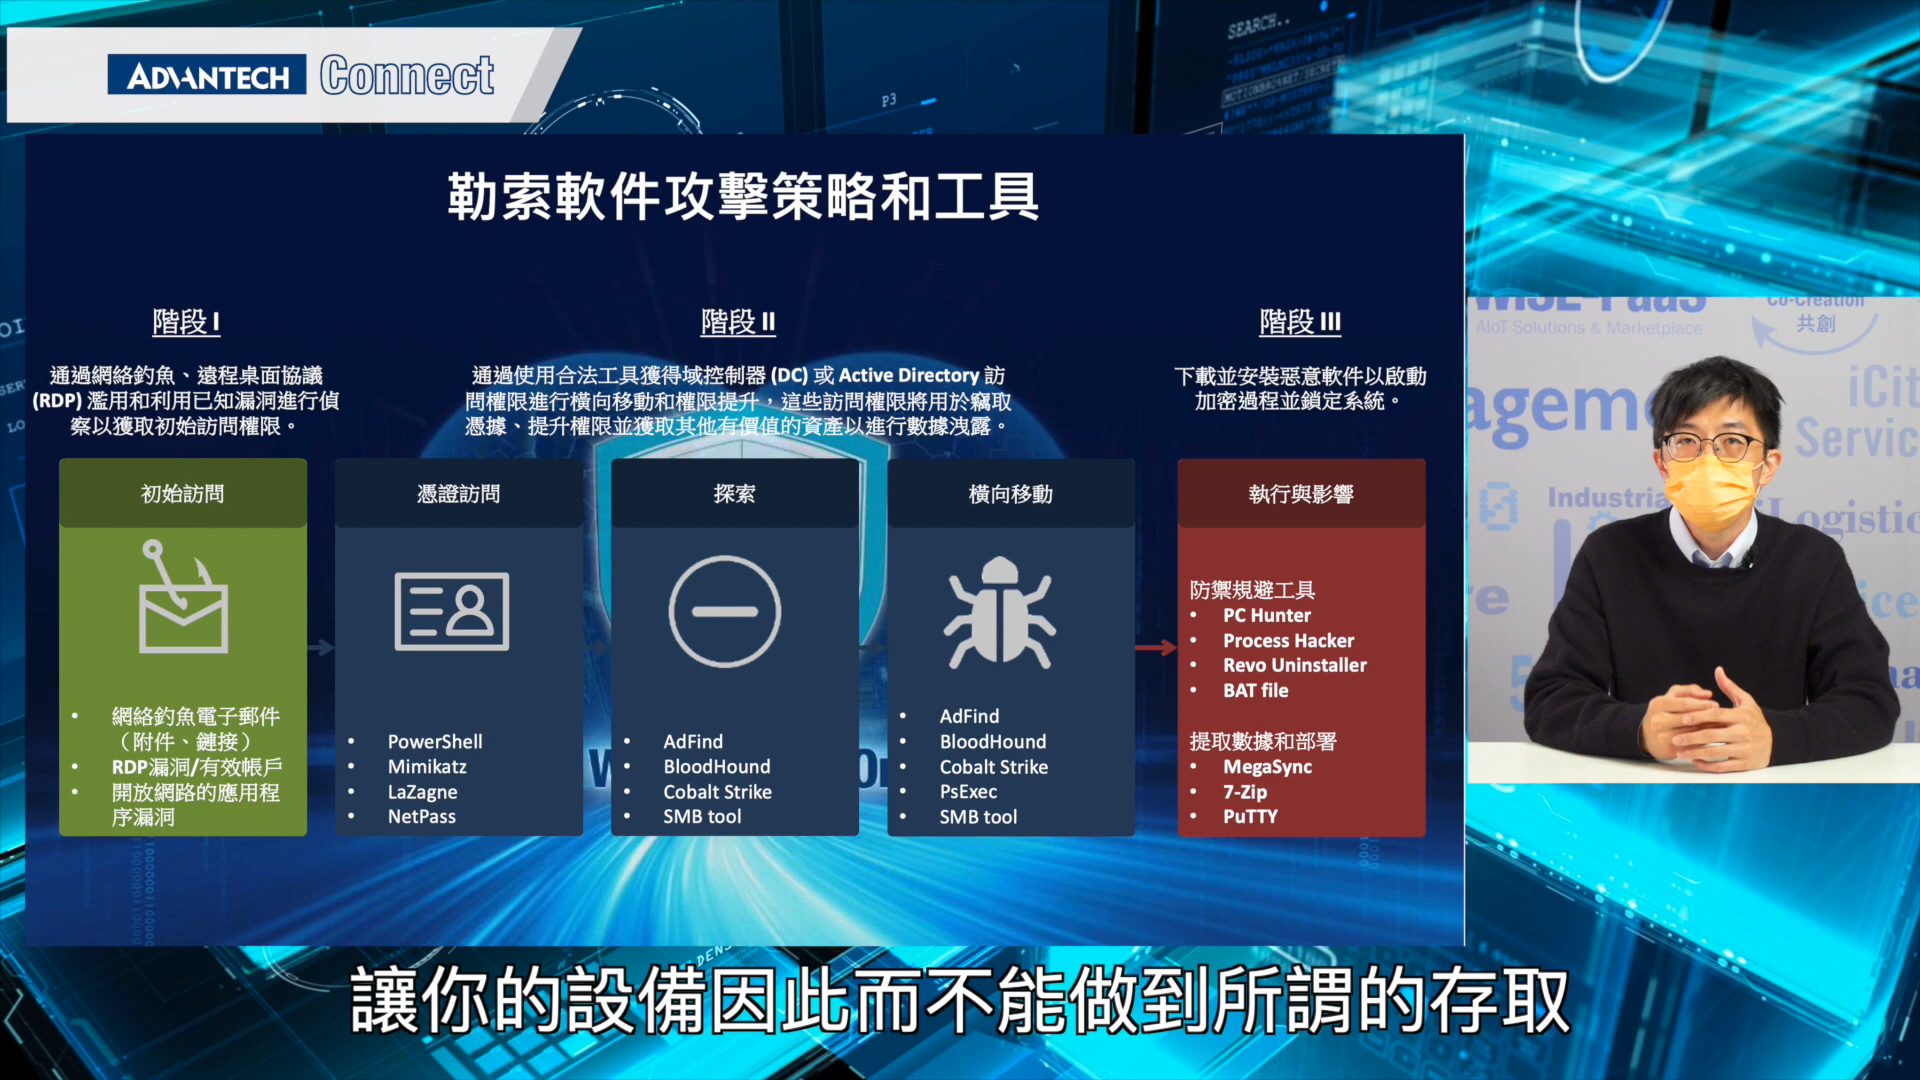 ADVANTECH Connect
SEARCH..
P3
勒索軟件攻擊策略和工具
階段 I
通過網絡釣魚、遠程桌面協議
(RDP) 濫用和利用已知漏洞進行偵
察以獲取初始訪問權限。
階段 II
通過使用合法工具獲得域控制器 (DC) 或 Active Directory 訪
問權限進行橫向移動和權限提升，這些訪問權限將用於竊取
憑據、提升權限並獲取其他有價值的資產以進行數據洩露。
階段 III
下載並安裝惡意軟件以啟動
加密過程並鎖定系統。
初始訪問
• 網絡釣魚電子郵件
（附件、鏈接）
• RDP漏洞/有效帳戶
• 開放網路的應用程
序漏洞
憑證訪問
• PowerShell
• Mimikatz
• LaZagne
• NetPass
探索
• AdFind
• BloodHound
• Cobalt Strike
• SMB tool
橫向移動
• AdFind
• BloodHound
• Cobalt Strike
• PsExec
• SMB tool
執行與影響
防禦規避工具
• PC Hunter
• Process Hacker
• Revo Uninstaller
• BAT file
提取數據和部署
• MegaSync
• 7-Zip
• PuTTY
WISE-PaaS
AIoT Solutions & Marketplace
Co-Creation
共創
agem
iCit
Servic
Industria
Logistic
讓你的設備因此而不能做到所謂的存取